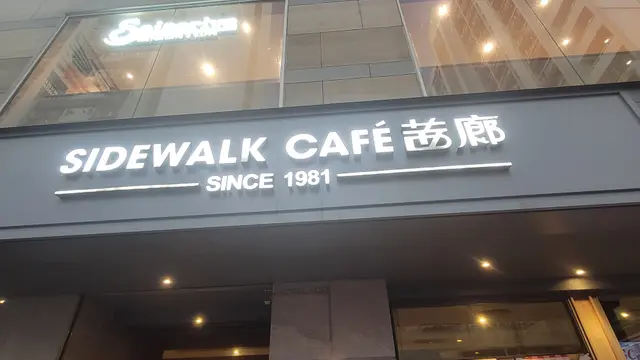 SIDEWALK CAFÉ 茜廊
SINCE 1981